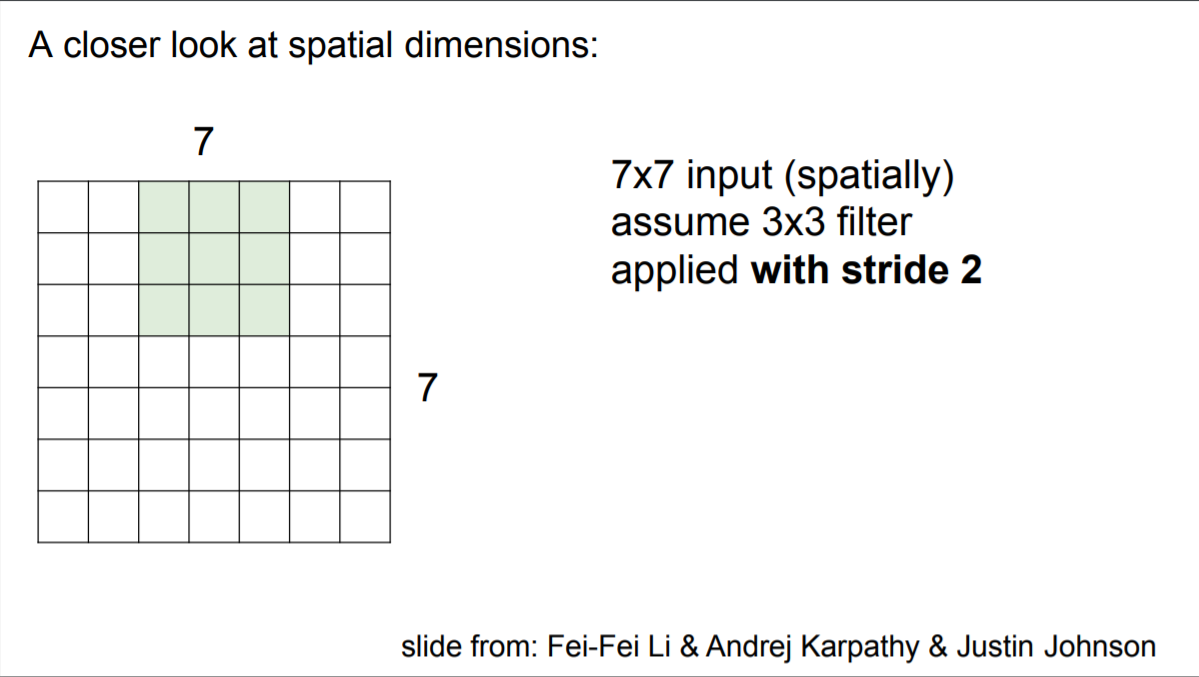 A closer look at spatial dimensions:
7
7x7 input (spatially)
assume 3x3 filter
applied with stride 2
7
slide from: Fei-Fei Li & Andrej Karpathy & Justin Johnson